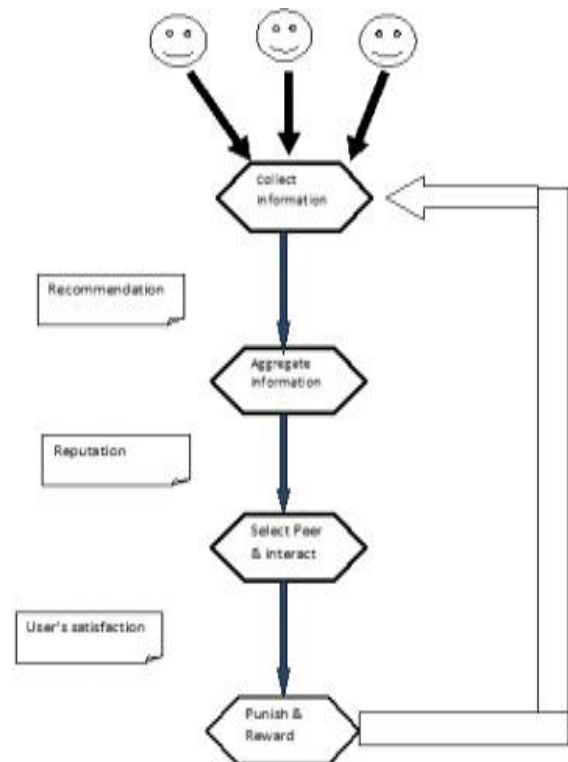 Collect
information
Recommendation
Aggregate
information
Reputation
Select Peer
& interact
User's satisfaction
Punish &
Reward